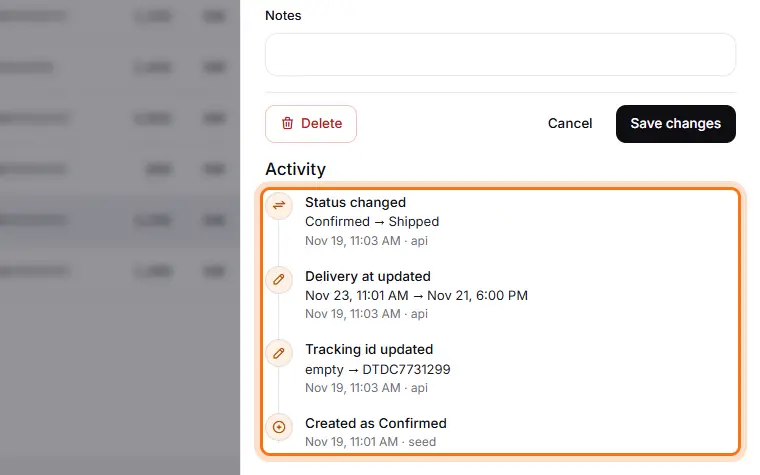 Notes
Delete
Cancel
Save changes
Activity
Status changed
Confirmed → Shipped
Nov 19, 11:03 AM · api
Delivery at updated
Nov 23, 11:01 AM → Nov 21, 6:00 PM
Nov 19, 11:03 AM · api
Tracking id updated
empty → DTDC7731299
Nov 19, 11:03 AM · api
Created as Confirmed
Nov 19, 11:01 AM · seed